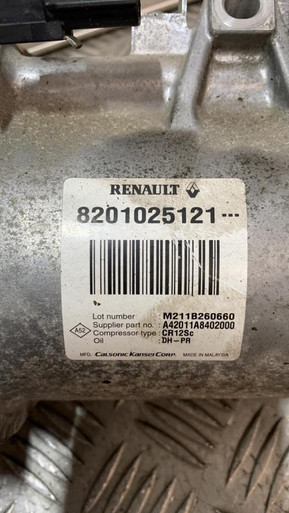 RENAULT
8201025121---
Lot number M211B260660
Supplier part no. : A42011A8402000
A52 Compressor type : CR12Sc
Oil : DH-PR
MFG. CALSONIC KANSEI CORP. MADE IN MALAYSIA